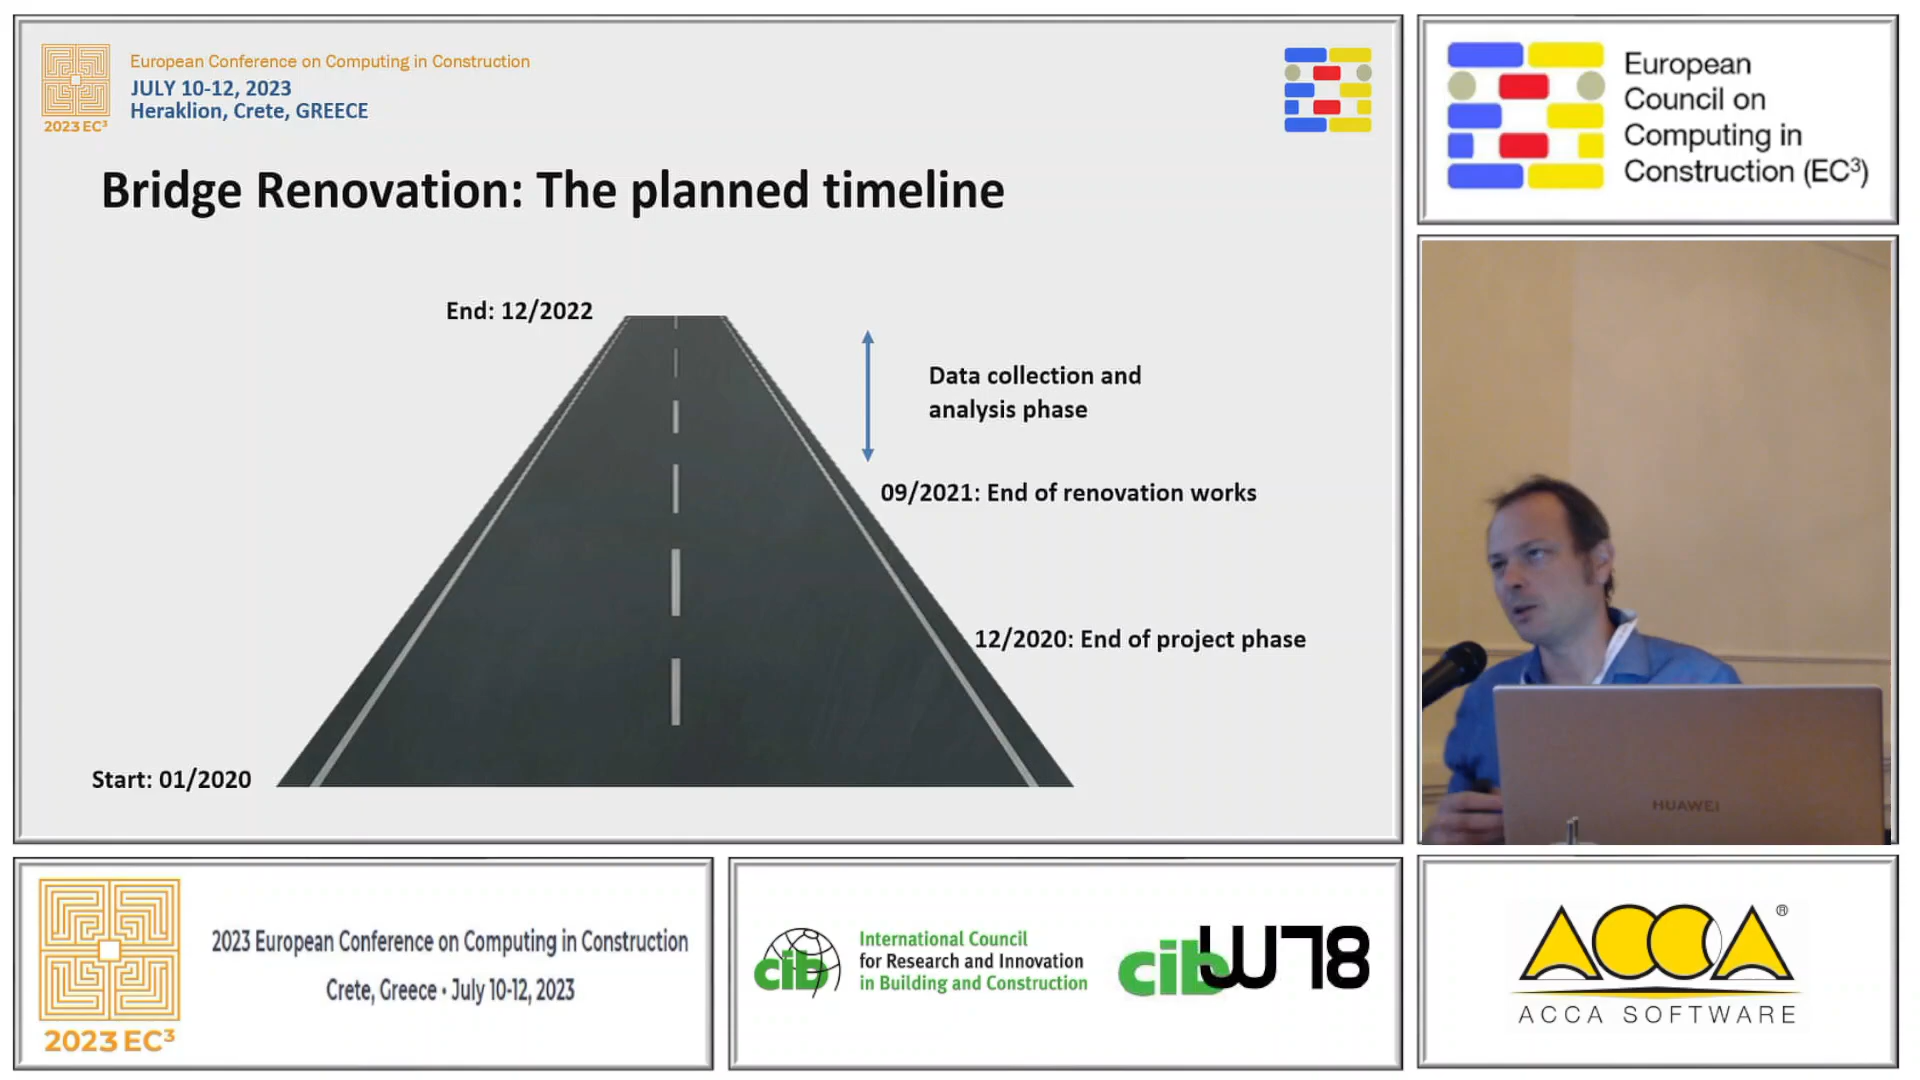 European Conference on Computing in Construction
JULY 10-12, 2023
Heraklion, Crete, GREECE
2023 EC³
Bridge Renovation: The planned timeline
End: 12/2022
Data collection and
analysis phase
09/2021: End of renovation works
12/2020: End of project phase
Start: 01/2020
European
Council on
Computing in
Construction (EC³)
HUAWEI
2023 European Conference on Computing in Construction
Crete, Greece • July 10-12, 2023
2023 EC³
cib
International Council
for Research and Innovation
in Building and Construction
cib W78
ACCA ®
ACCA SOFTWARE